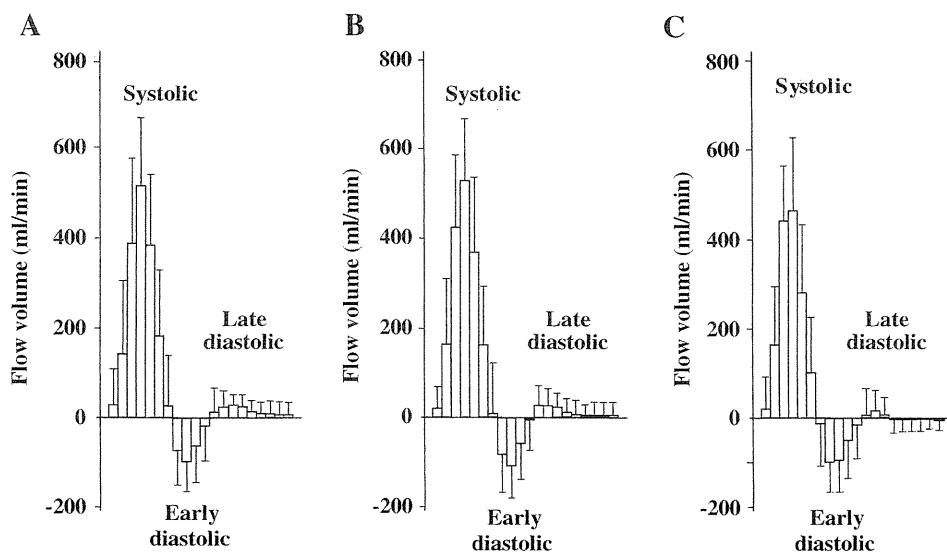 A
Flow volume (ml/min)
800
600
400
200
0
-200
Systolic
Late
diastolic
Early
diastolic
B
Flow volume (ml/min)
800
600
400
200
0
-200
Systolic
Late
diastolic
Early
diastolic
C
Flow volume (ml/min)
800
600
400
200
0
-200
Systolic
Late
diastolic
Early
diastolic